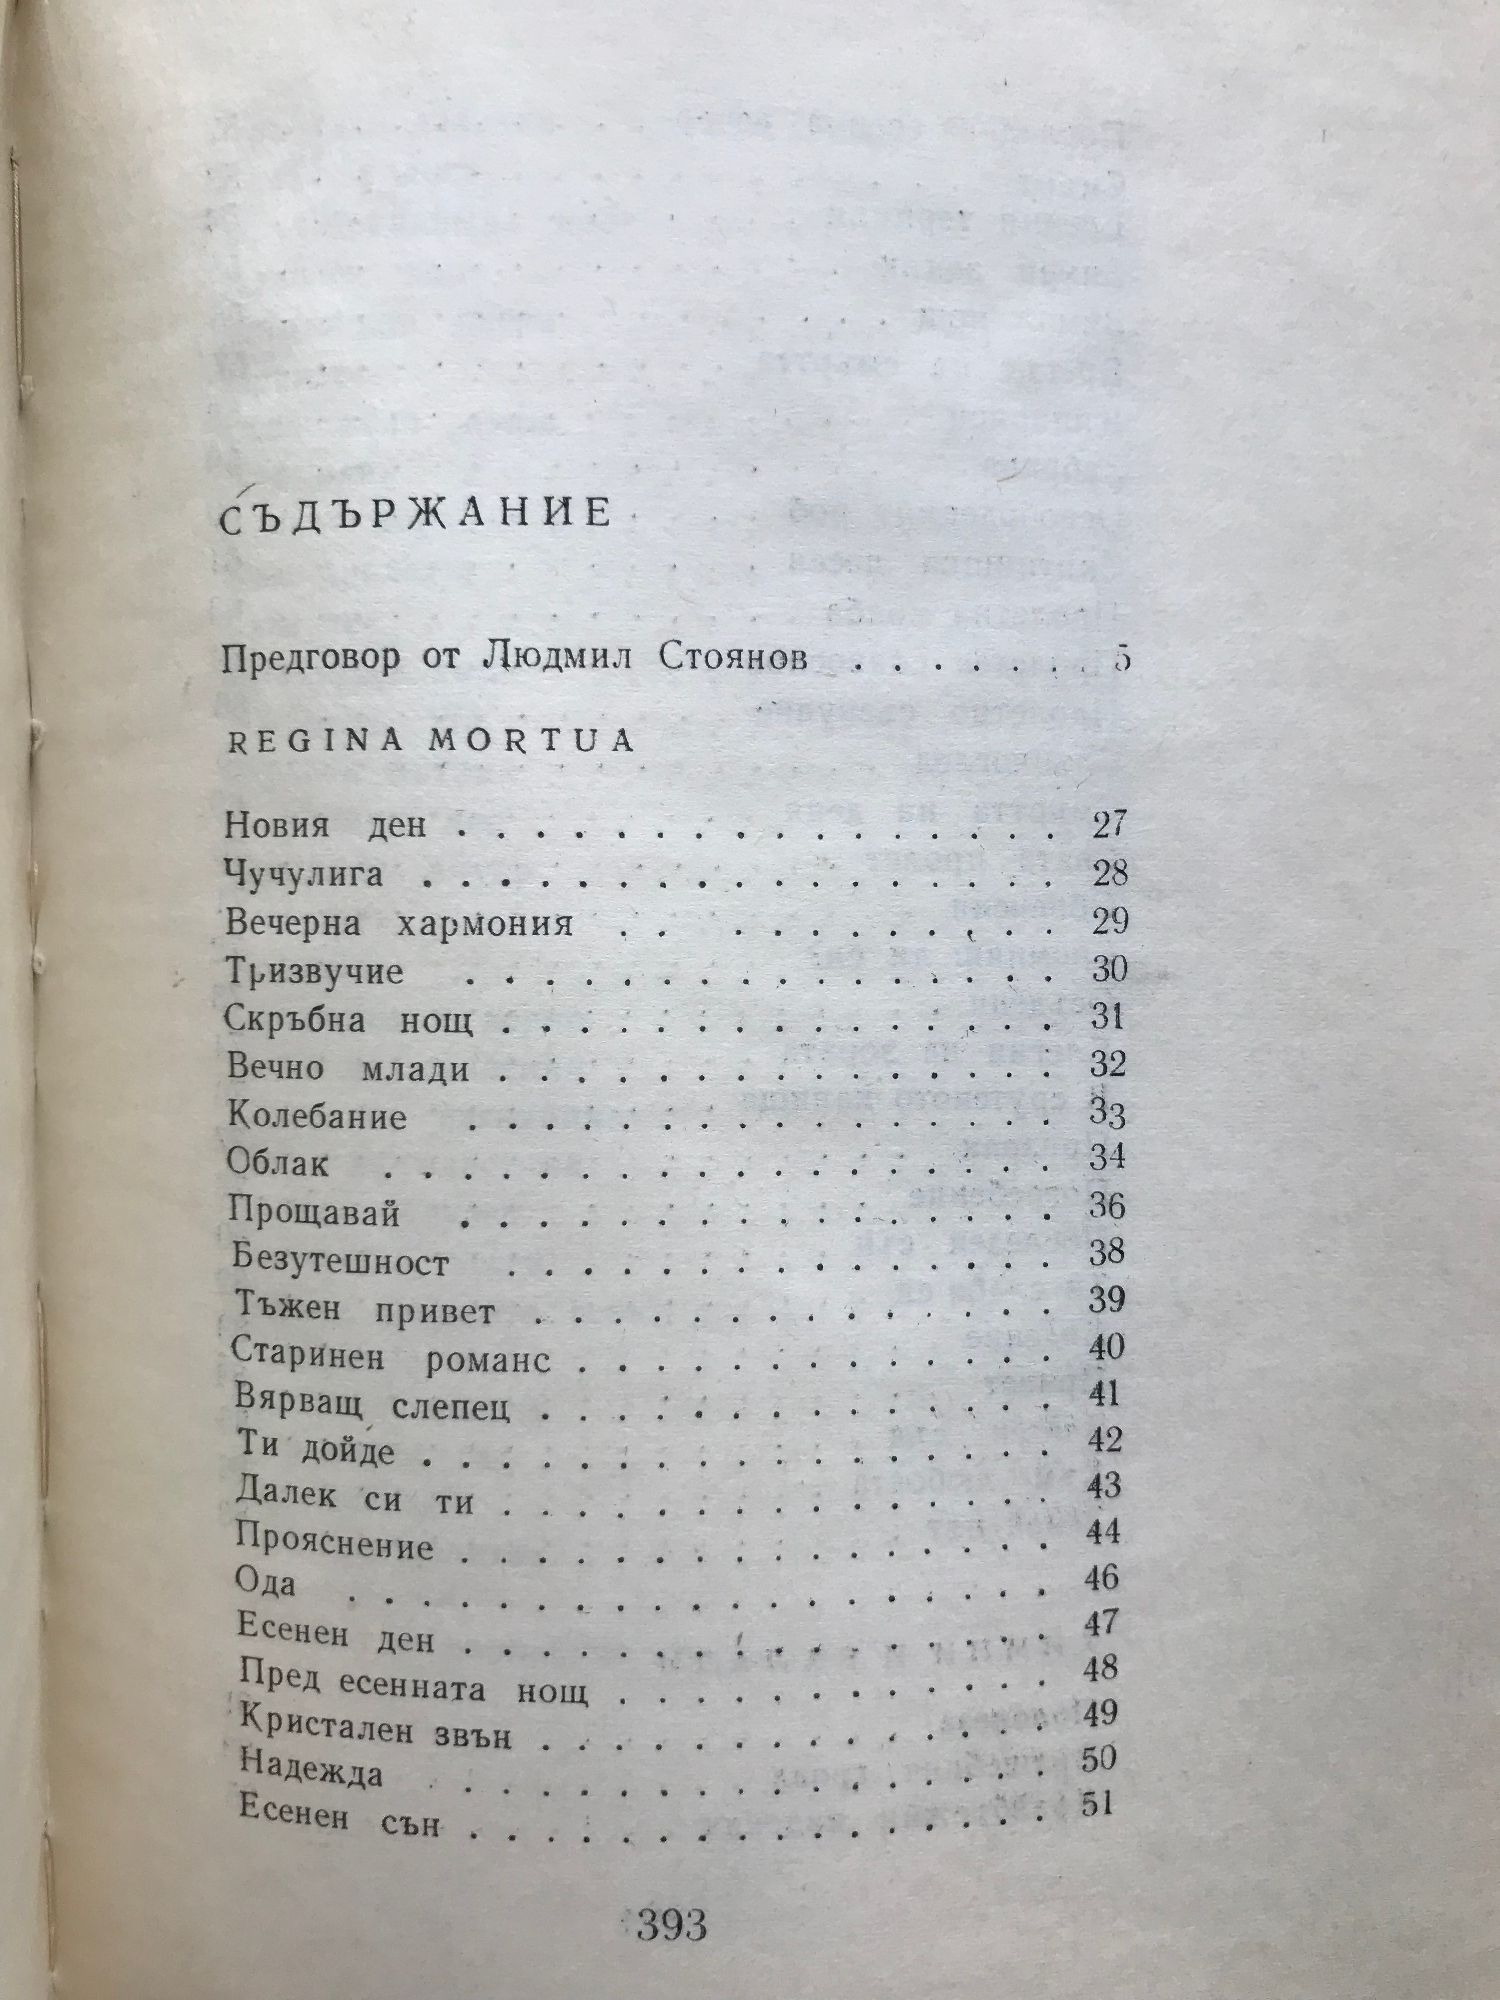 СЪДЪРЖАНИЕ
Предговор от Людмил Стоянов . . . . . . . 5
REGINA MORTUA
Новия ден . . . . . . . . . . . . . . . . 27
Чучулига . . . . . . . . . . . . . . . . . 28
Вечерна хармония . . . . . . . . . . . 29
Тризвучие . . . . . . . . . . . . . . . 30
Скръбна нощ . . . . . . . . . . . . . . 31
Вечно млади . . . . . . . . . . . . . . 32
Колебание . . . . . . . . . . . . . . . 33
Облак . . . . . . . . . . . . . . . . . 34
Прощавай . . . . . . . . . . . . . . . 36
Безутешност . . . . . . . . . . . . . . 38
Тъжен привет . . . . . . . . . . . . . 39
Старинен романс . . . . . . . . . . . . 40
Вярващ слепец . . . . . . . . . . . . . 41
Ти дойде . . . . . . . . . . . . . . . . 42
Далек си ти . . . . . . . . . . . . . . 43
Прояснение . . . . . . . . . . . . . . . 44
Ода . . . . . . . . . . . . . . . . . . 46
Есенен ден . . . . . . . . . . . . . . . 47
Пред есенната нощ . . . . . . . . . . . 48
Кристален звън . . . . . . . . . . . . . 49
Надежда . . . . . . . . . . . . . . . . 50
Есенен сън . . . . . . . . . . . . . . . 51
393